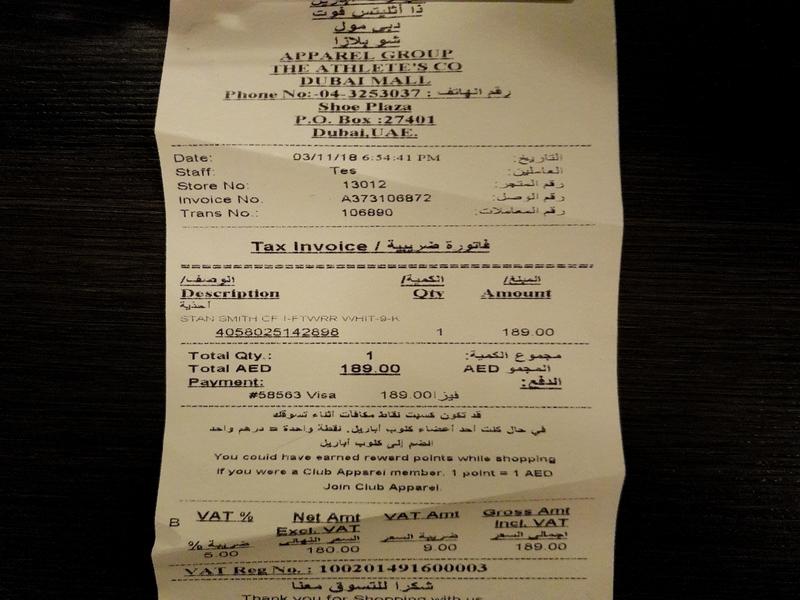 ذا أثليتس فوت
دبي مول
شو بلازا
APPAREL GROUP
THE ATHLETE'S CO
DUBAI MALL
Phone No:-04-3253037 : رقم الهاتف
Shoe Plaza
P.O. Box :27401
Dubai,UAE.
Date: 03/11/18 6:54:41 PM التاريخ:
Staff: Tes العاملين:
Store No: 13012 رقم المتجر:
Invoice No. A373106872 رقم الوصل:
Trans No.: 106890 رقم المعاملات:
Tax Invoice / فاتورة ضريبية
الوصف/ الكمية/ المبلغ/
Description Qty Amount
أحذية
STAN SMITH CF I-FTWRR WHIT-9-K
4058025142898 1 189.00
Total Qty.: 1 مجموع الكمية:
Total AED 189.00 AED المجمو
Payment: الدفع:
#58563 Visa 189.00 فيزا
قد تكون كسبت نقاط مكافآت أثناء تسوقك
في حال كنت أحد أعضاء كلوب أباريل. نقطة واحدة = درهم واحد
انضم إلى كلوب أباريل
You could have earned reward points while shopping
if you were a Club Apparel member. 1 point = 1 AED
Join Club Apparel.
B VAT % Net Amt VAT Amt Gross Amt
Excl. VAT Incl. VAT
ضريبة % السعر النهائي ضريبة السعر اجمالي السعر
5.00 180.00 9.00 189.00
VAT Reg No. : 100201491600003
شكرا للتسوق معنا
Thank you for Shopping with us